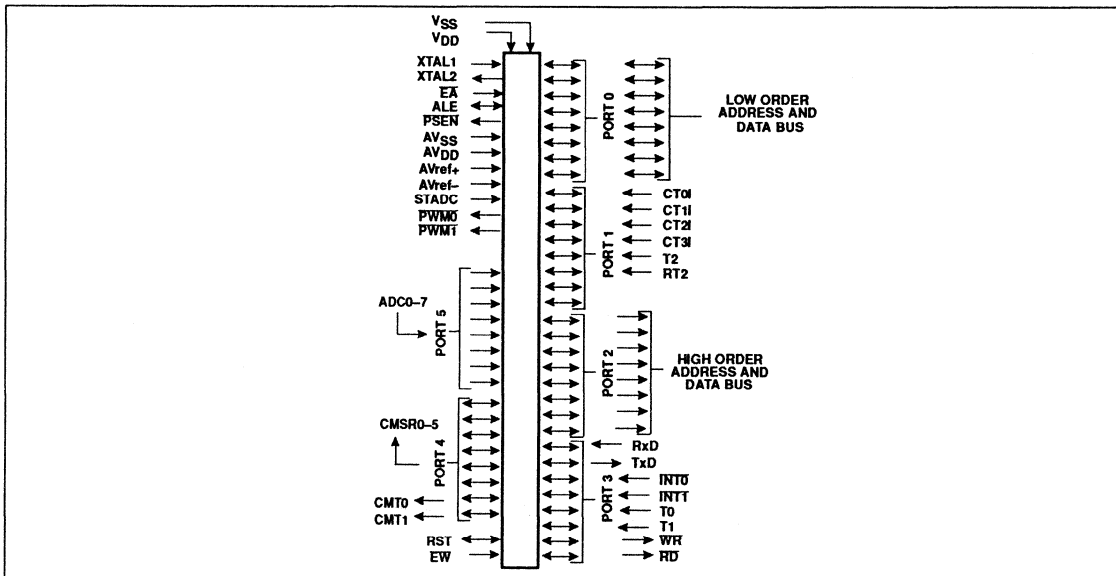 VSS
VDD
XTAL1
XTAL2
EA
ALE
PSEN
AVSS
AVDD
AVref+
AVref–
STADC
PWM0
PWM1
ADC0–7
PORT 5
CMSR0–5
PORT 4
CMT0
CMT1
RST
EW
PORT 0
LOW ORDER
ADDRESS AND
DATA BUS
PORT 1
CT0I
CT1I
CT2I
CT3I
T2
RT2
PORT 2
HIGH ORDER
ADDRESS AND
DATA BUS
PORT 3
RxD
TxD
INT0
INT1
T0
T1
WR
RD